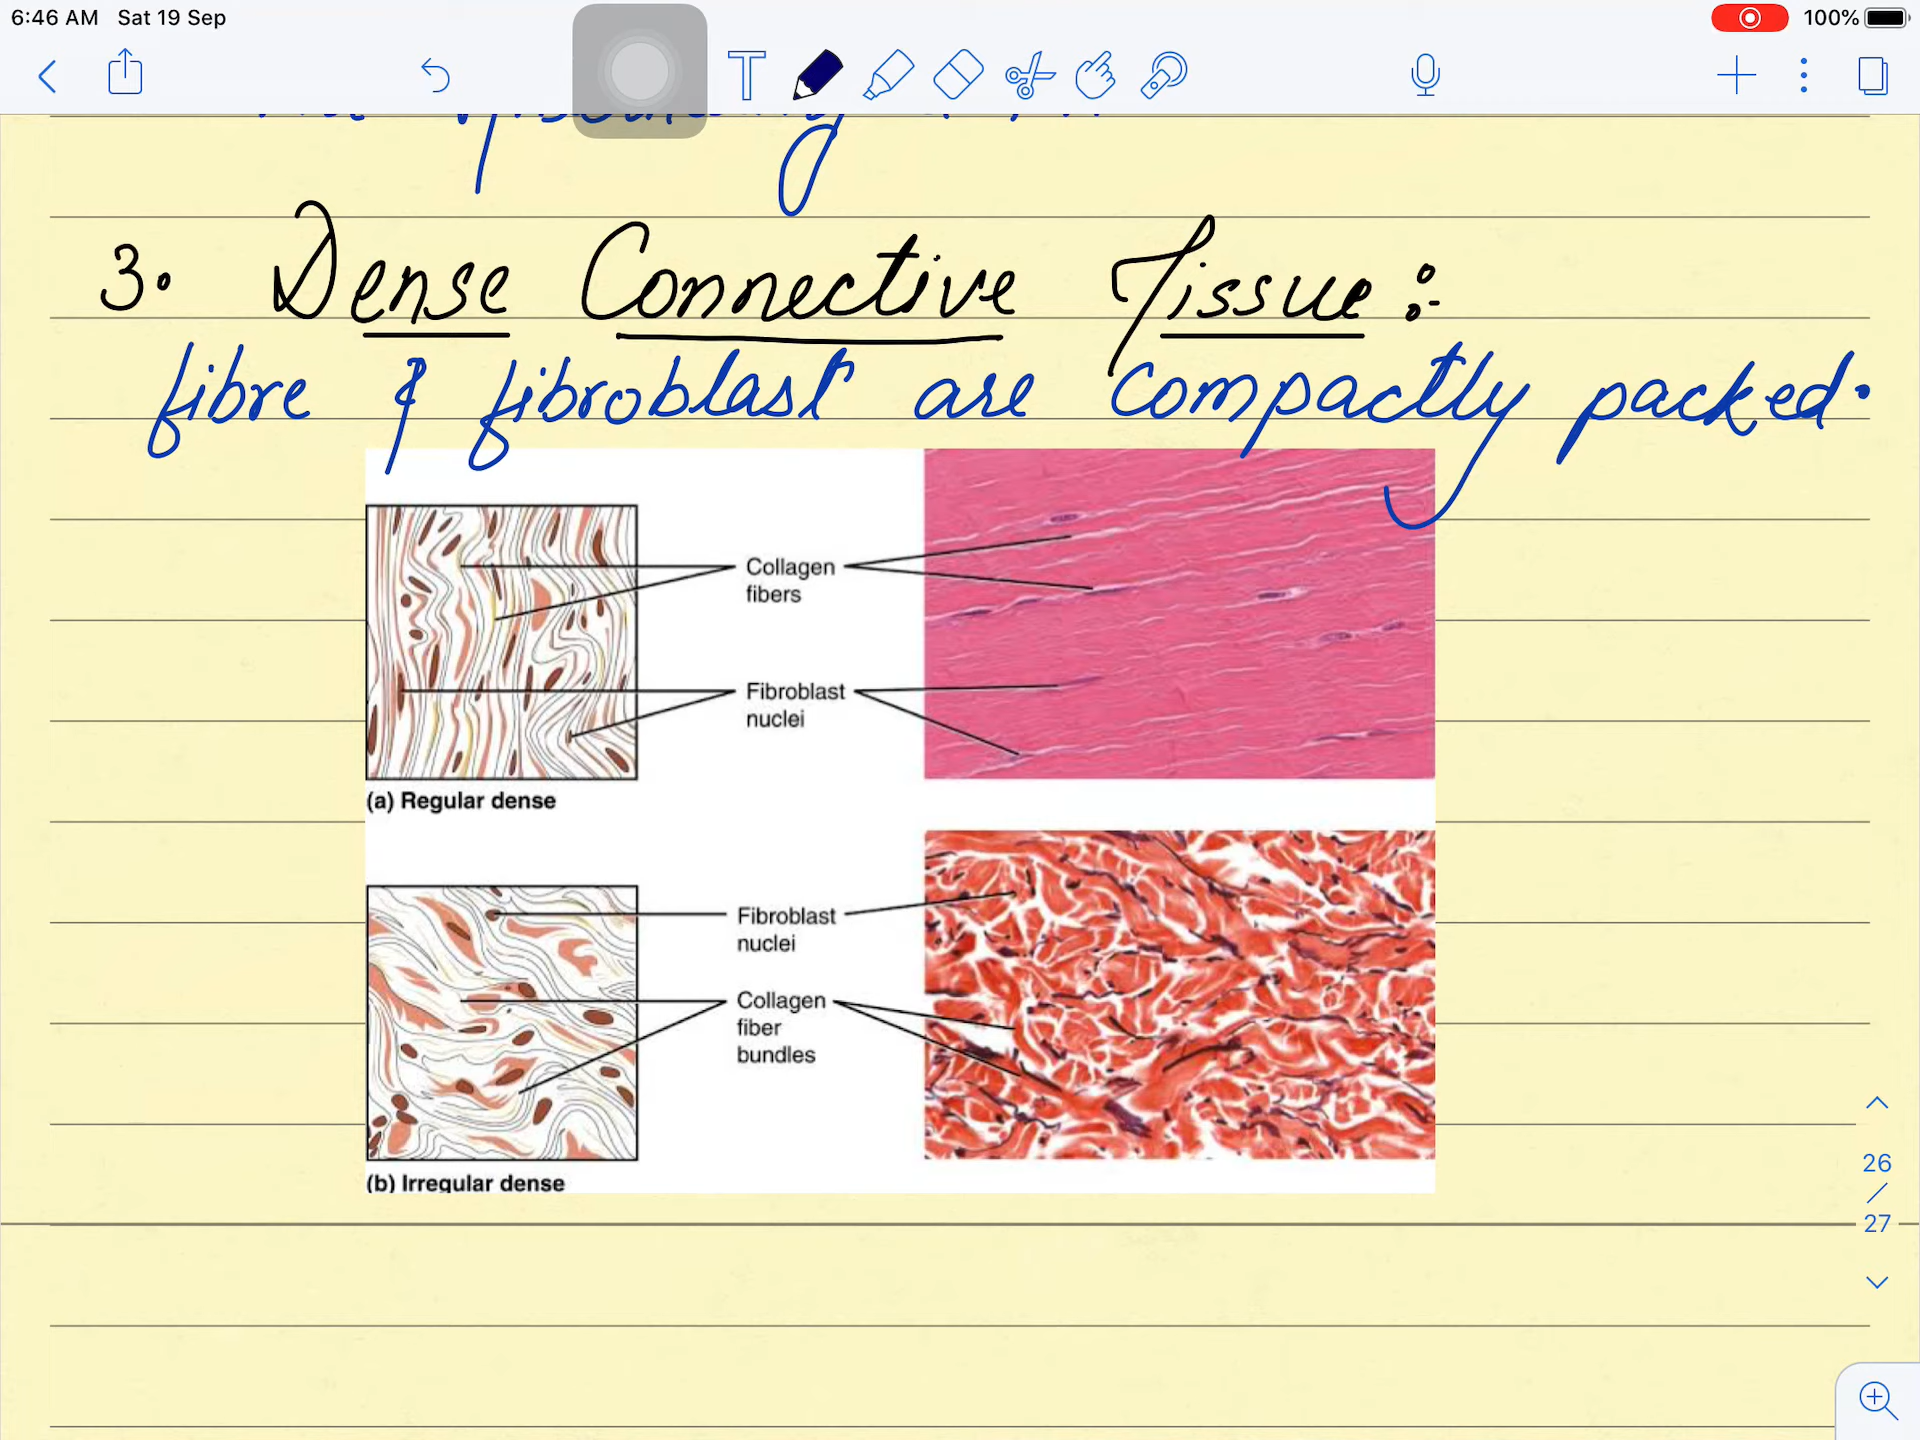 6:46 AM Sat 19 Sep
100%
T
3. Dense Connective Tissue :-
fibre & fibroblast are compactly packed.
Collagen
fibers
Fibroblast
nuclei
(a) Regular dense
Fibroblast
nuclei
Collagen
fiber
bundles
(b) Irregular dense
26
/
27